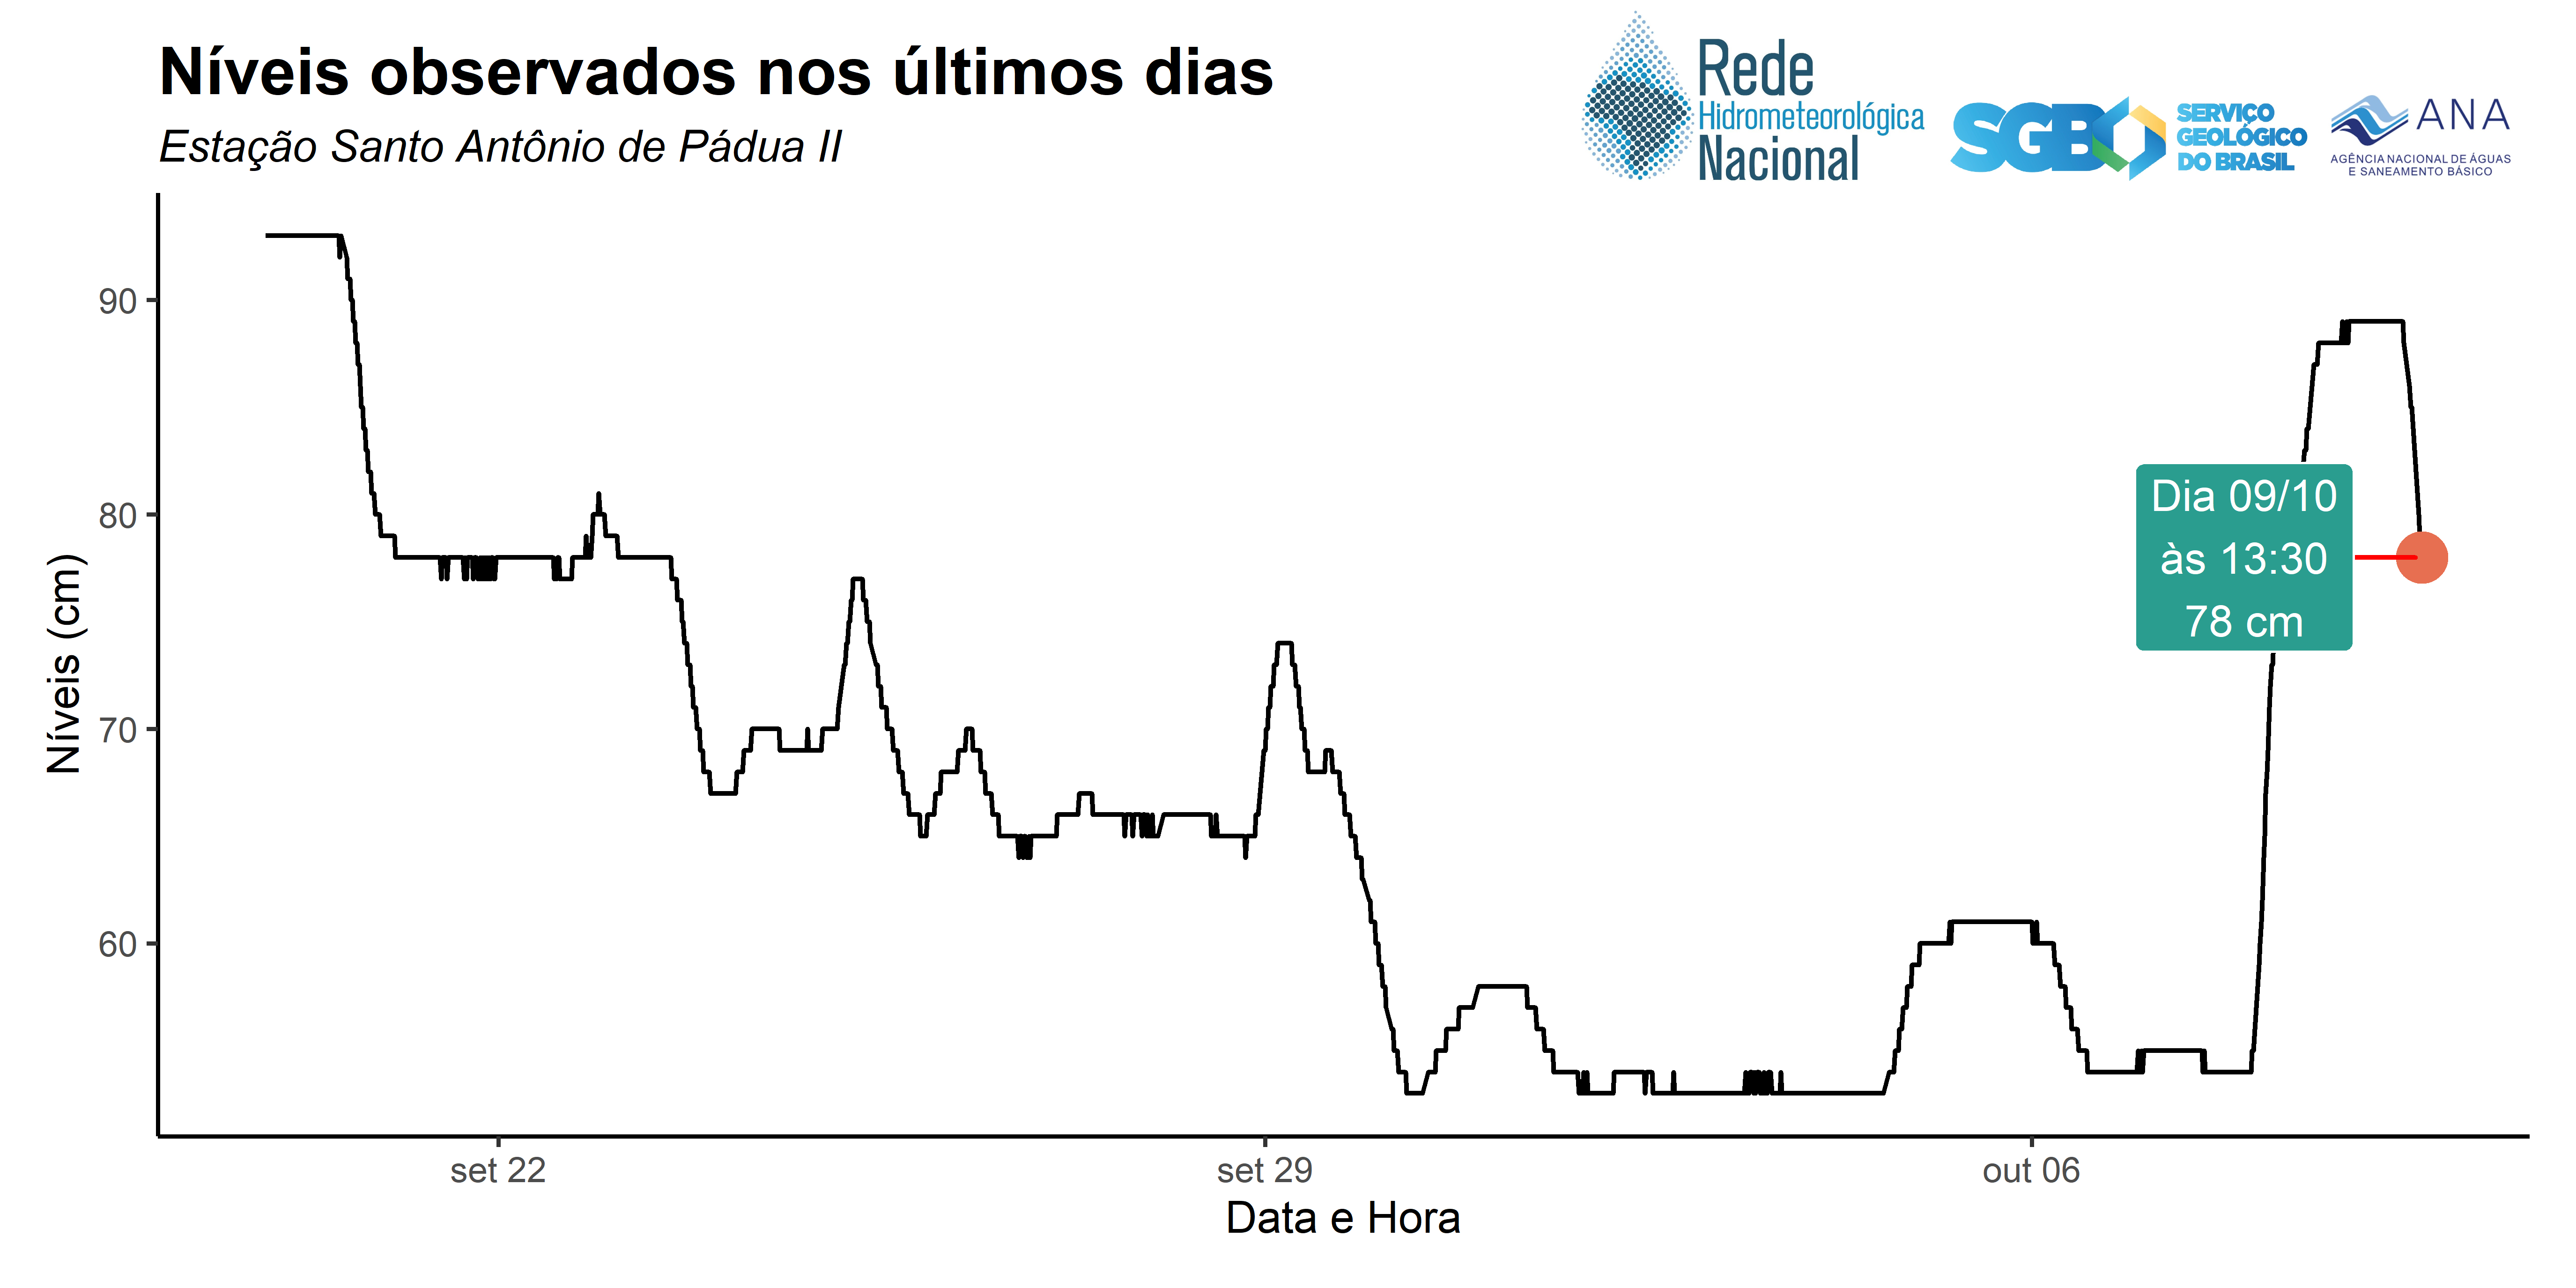 Níveis observados nos últimos dias
Estação Santo Antônio de Pádua II
Rede
Hidrometeorológica
Nacional
SGB
SERVIÇO
GEOLÓGICO
DO BRASIL
ANA
AGÊNCIA NACIONAL DE ÁGUAS
E SANEAMENTO BÁSICO
Níveis (cm)
90
80
70
60
Dia 09/10
às 13:30
78 cm
set 22
set 29
out 06
Data e Hora